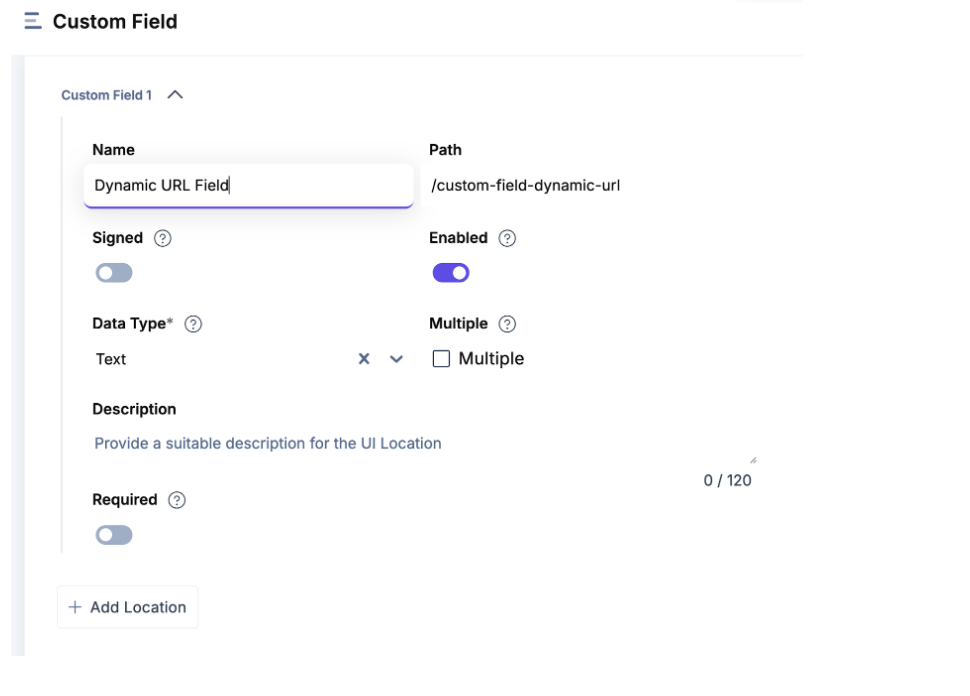 Custom Field
Custom Field 1
Name Path
Dynamic URL Field /custom-field-dynamic-url
Signed ? Enabled ?
Data Type* ? Multiple ?
Text Multiple
Description
Provide a suitable description for the UI Location
0 / 120
Required ?
+ Add Location